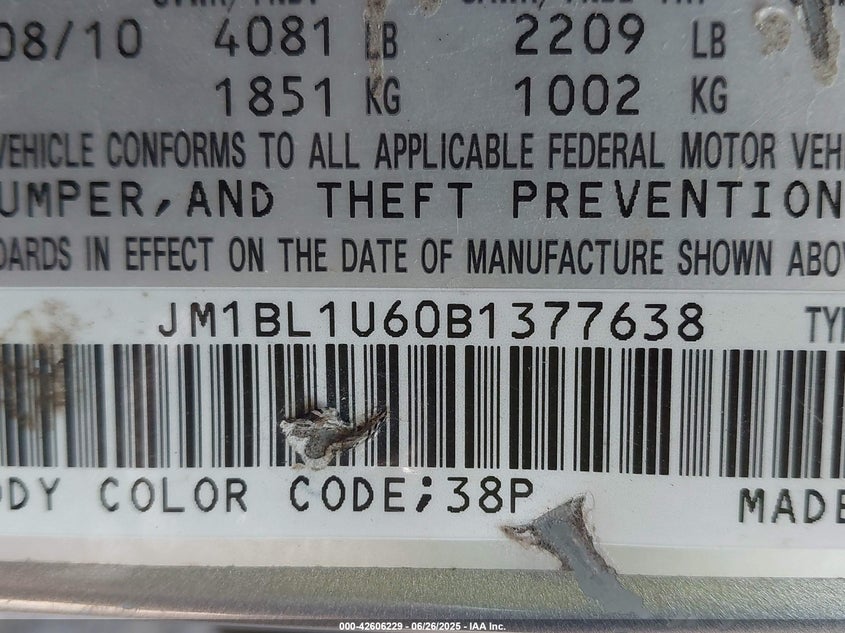 08/10 4081 LB 2209 LB
1851 KG 1002 KG
VEHICLE CONFORMS TO ALL APPLICABLE FEDERAL MOTOR VEH
UMPER,AND THEFT PREVENTION
DARDS IN EFFECT ON THE DATE OF MANUFACTURE SHOWN ABO
JM1BL1U60B1377638 TY
ODY COLOR CODE;38P MADE
000-42606229 - 06/26/2025 - IAA Inc.